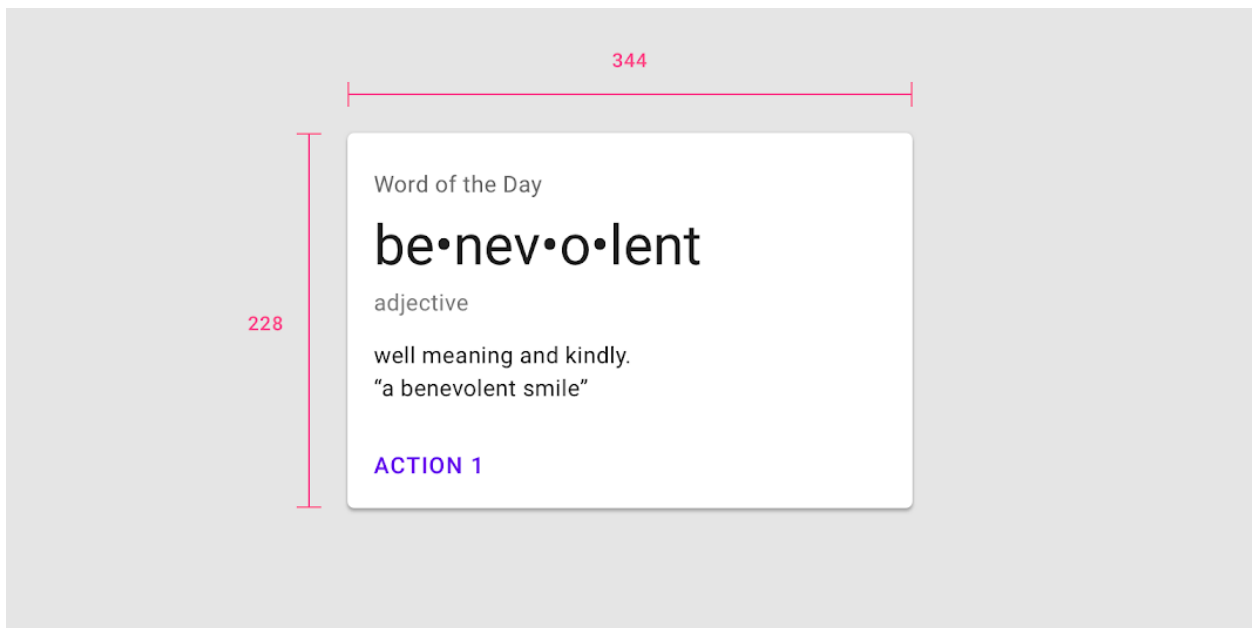 344
Word of the Day
be•nev•o•lent
adjective
228
well meaning and kindly.
“a benevolent smile”
ACTION 1